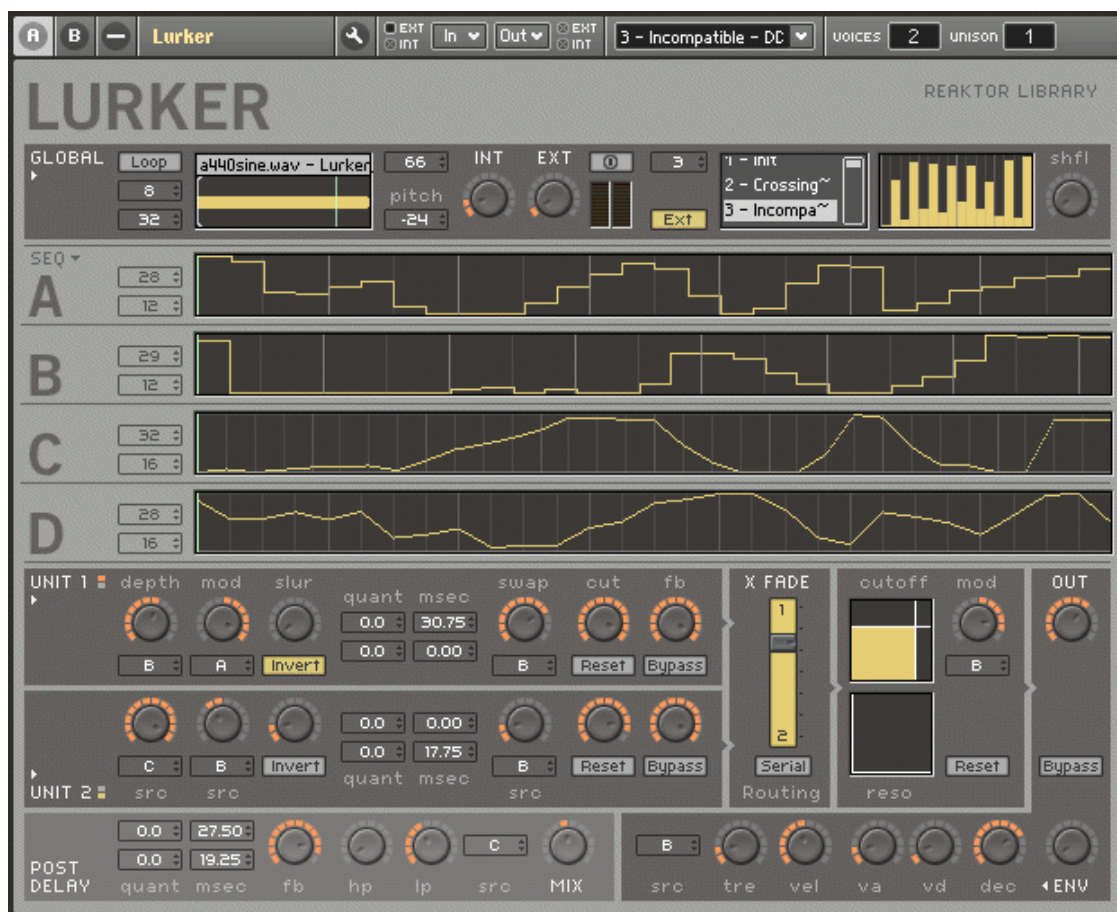 A B Lurker EXT INT In Out EXT INT 3 - Incompatible - DC VOICES 2 unison 1
LURKER
REAKTOR LIBRARY
GLOBAL Loop a440sine.wav - Lurker 66 INT EXT 3 1 - Init shfl
8 pitch 2 - Crossing~
32 -24 Ext 3 - Incompa~
SEQ
A 28
12
B 29
12
C 32
16
D 28
16
UNIT 1 depth mod slur quant msec swap cut fb X FADE cutoff mod OUT
1
0.0 30.75
0.0 0.00
B A Invert B Reset Bypass B
0.0 0.00
0.0 17.75
2
C B Invert quant msec B Reset Bypass Serial Reset Bypass
UNIT 2 src src src Routing reso
0.0 27.50 C B
0.0 19.25
POST
DELAY quant msec fb hp lp src MIX src tre vel va vd dec ENV